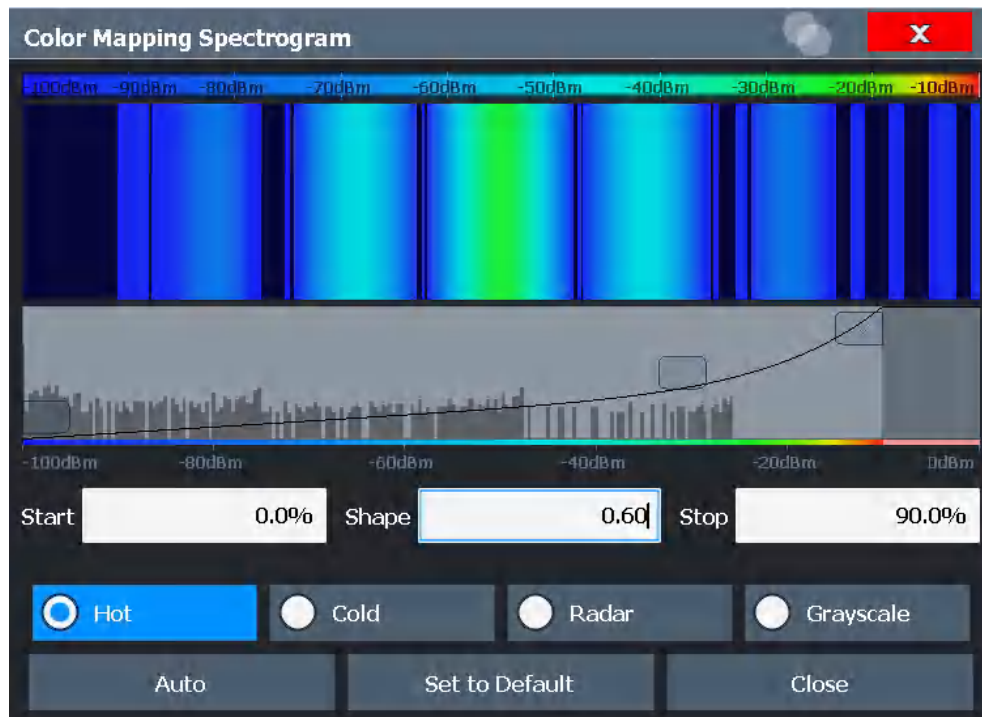 Color Mapping Spectrogram X
-100dBm -90dBm -80dBm -70dBm -60dBm -50dBm -40dBm -30dBm -20dBm -10dBm
-100dBm -80dBm -60dBm -40dBm -20dBm 0dBm
Start 0.0% Shape 0.60 Stop 90.0%
Hot Cold Radar Grayscale
Auto Set to Default Close